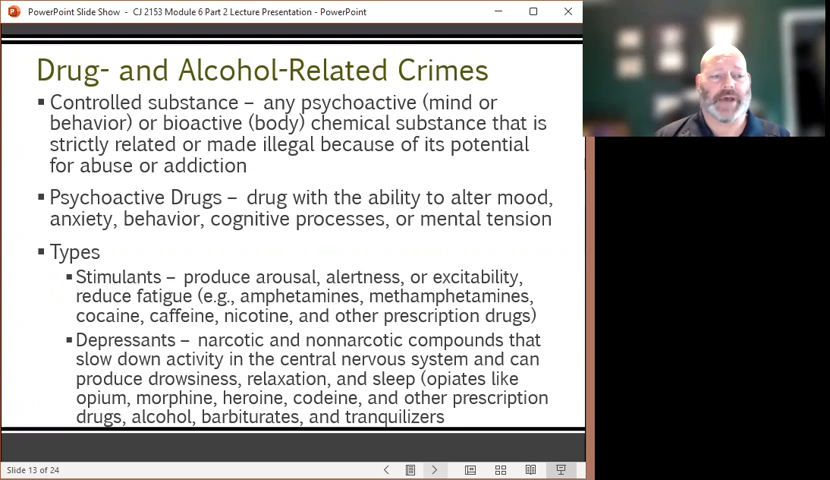 PowerPoint Slide Show - CJ 2153 Module 6 Part 2 Lecture Presentation - PowerPoint
Drug- and Alcohol-Related Crimes
▪ Controlled substance – any psychoactive (mind or
behavior) or bioactive (body) chemical substance that is
strictly related or made illegal because of its potential
for abuse or addiction
▪ Psychoactive Drugs – drug with the ability to alter mood,
anxiety, behavior, cognitive processes, or mental tension
▪ Types
▪ Stimulants – produce arousal, alertness, or excitability,
reduce fatigue (e.g., amphetamines, methamphetamines,
cocaine, caffeine, nicotine, and other prescription drugs)
▪ Depressants – narcotic and nonnarcotic compounds that
slow down activity in the central nervous system and can
produce drowsiness, relaxation, and sleep (opiates like
opium, morphine, heroine, codeine, and other prescription
drugs, alcohol, barbiturates, and tranquilizers
Slide 13 of 24